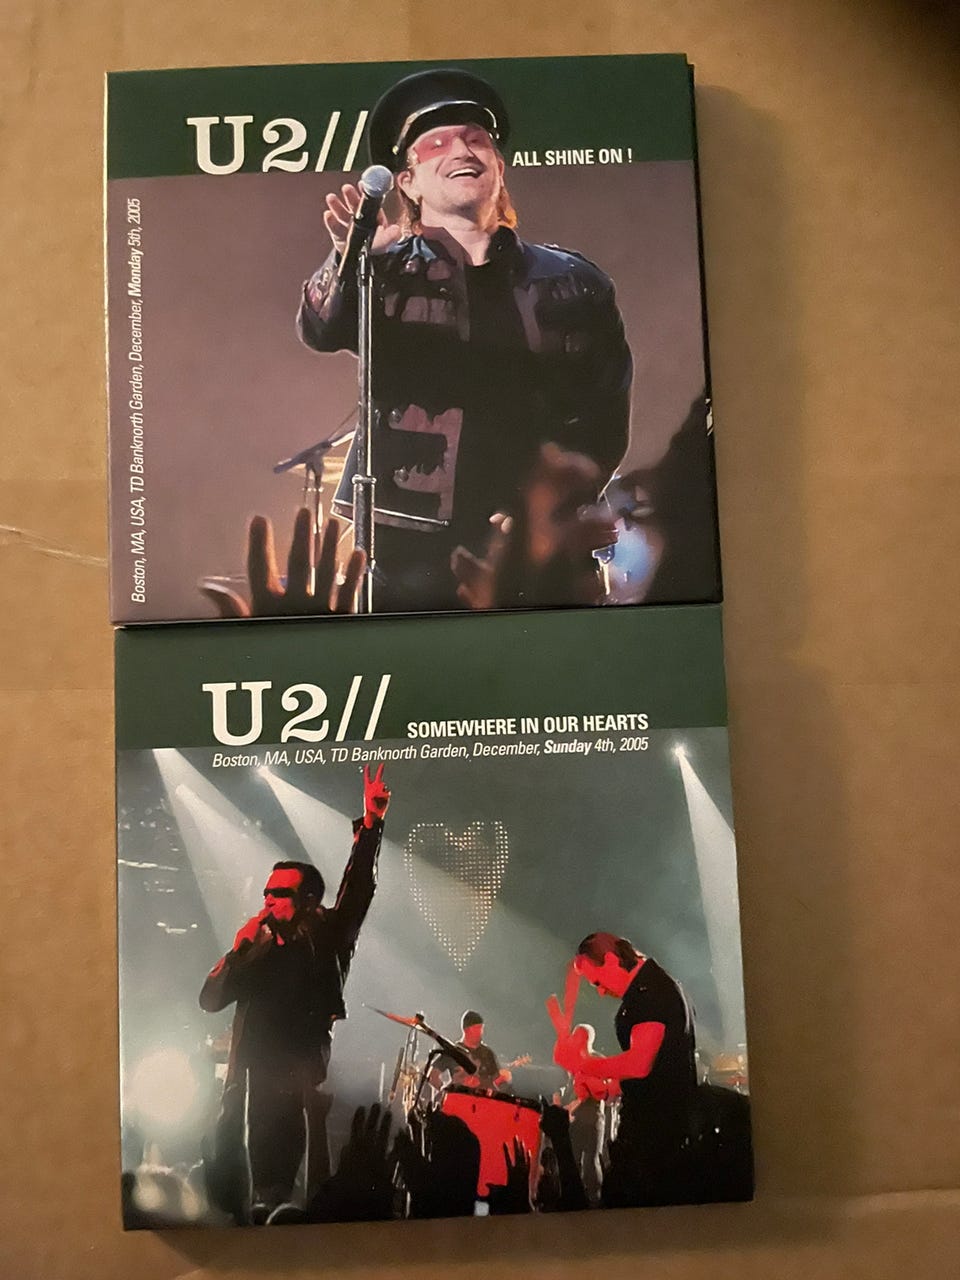 U2// ALL SHINE ON !
Boston, MA, USA, TD Banknorth Garden, December, Monday 5th, 2005
U2// SOMEWHERE IN OUR HEARTS
Boston, MA, USA, TD Banknorth Garden, December, Sunday 4th, 2005